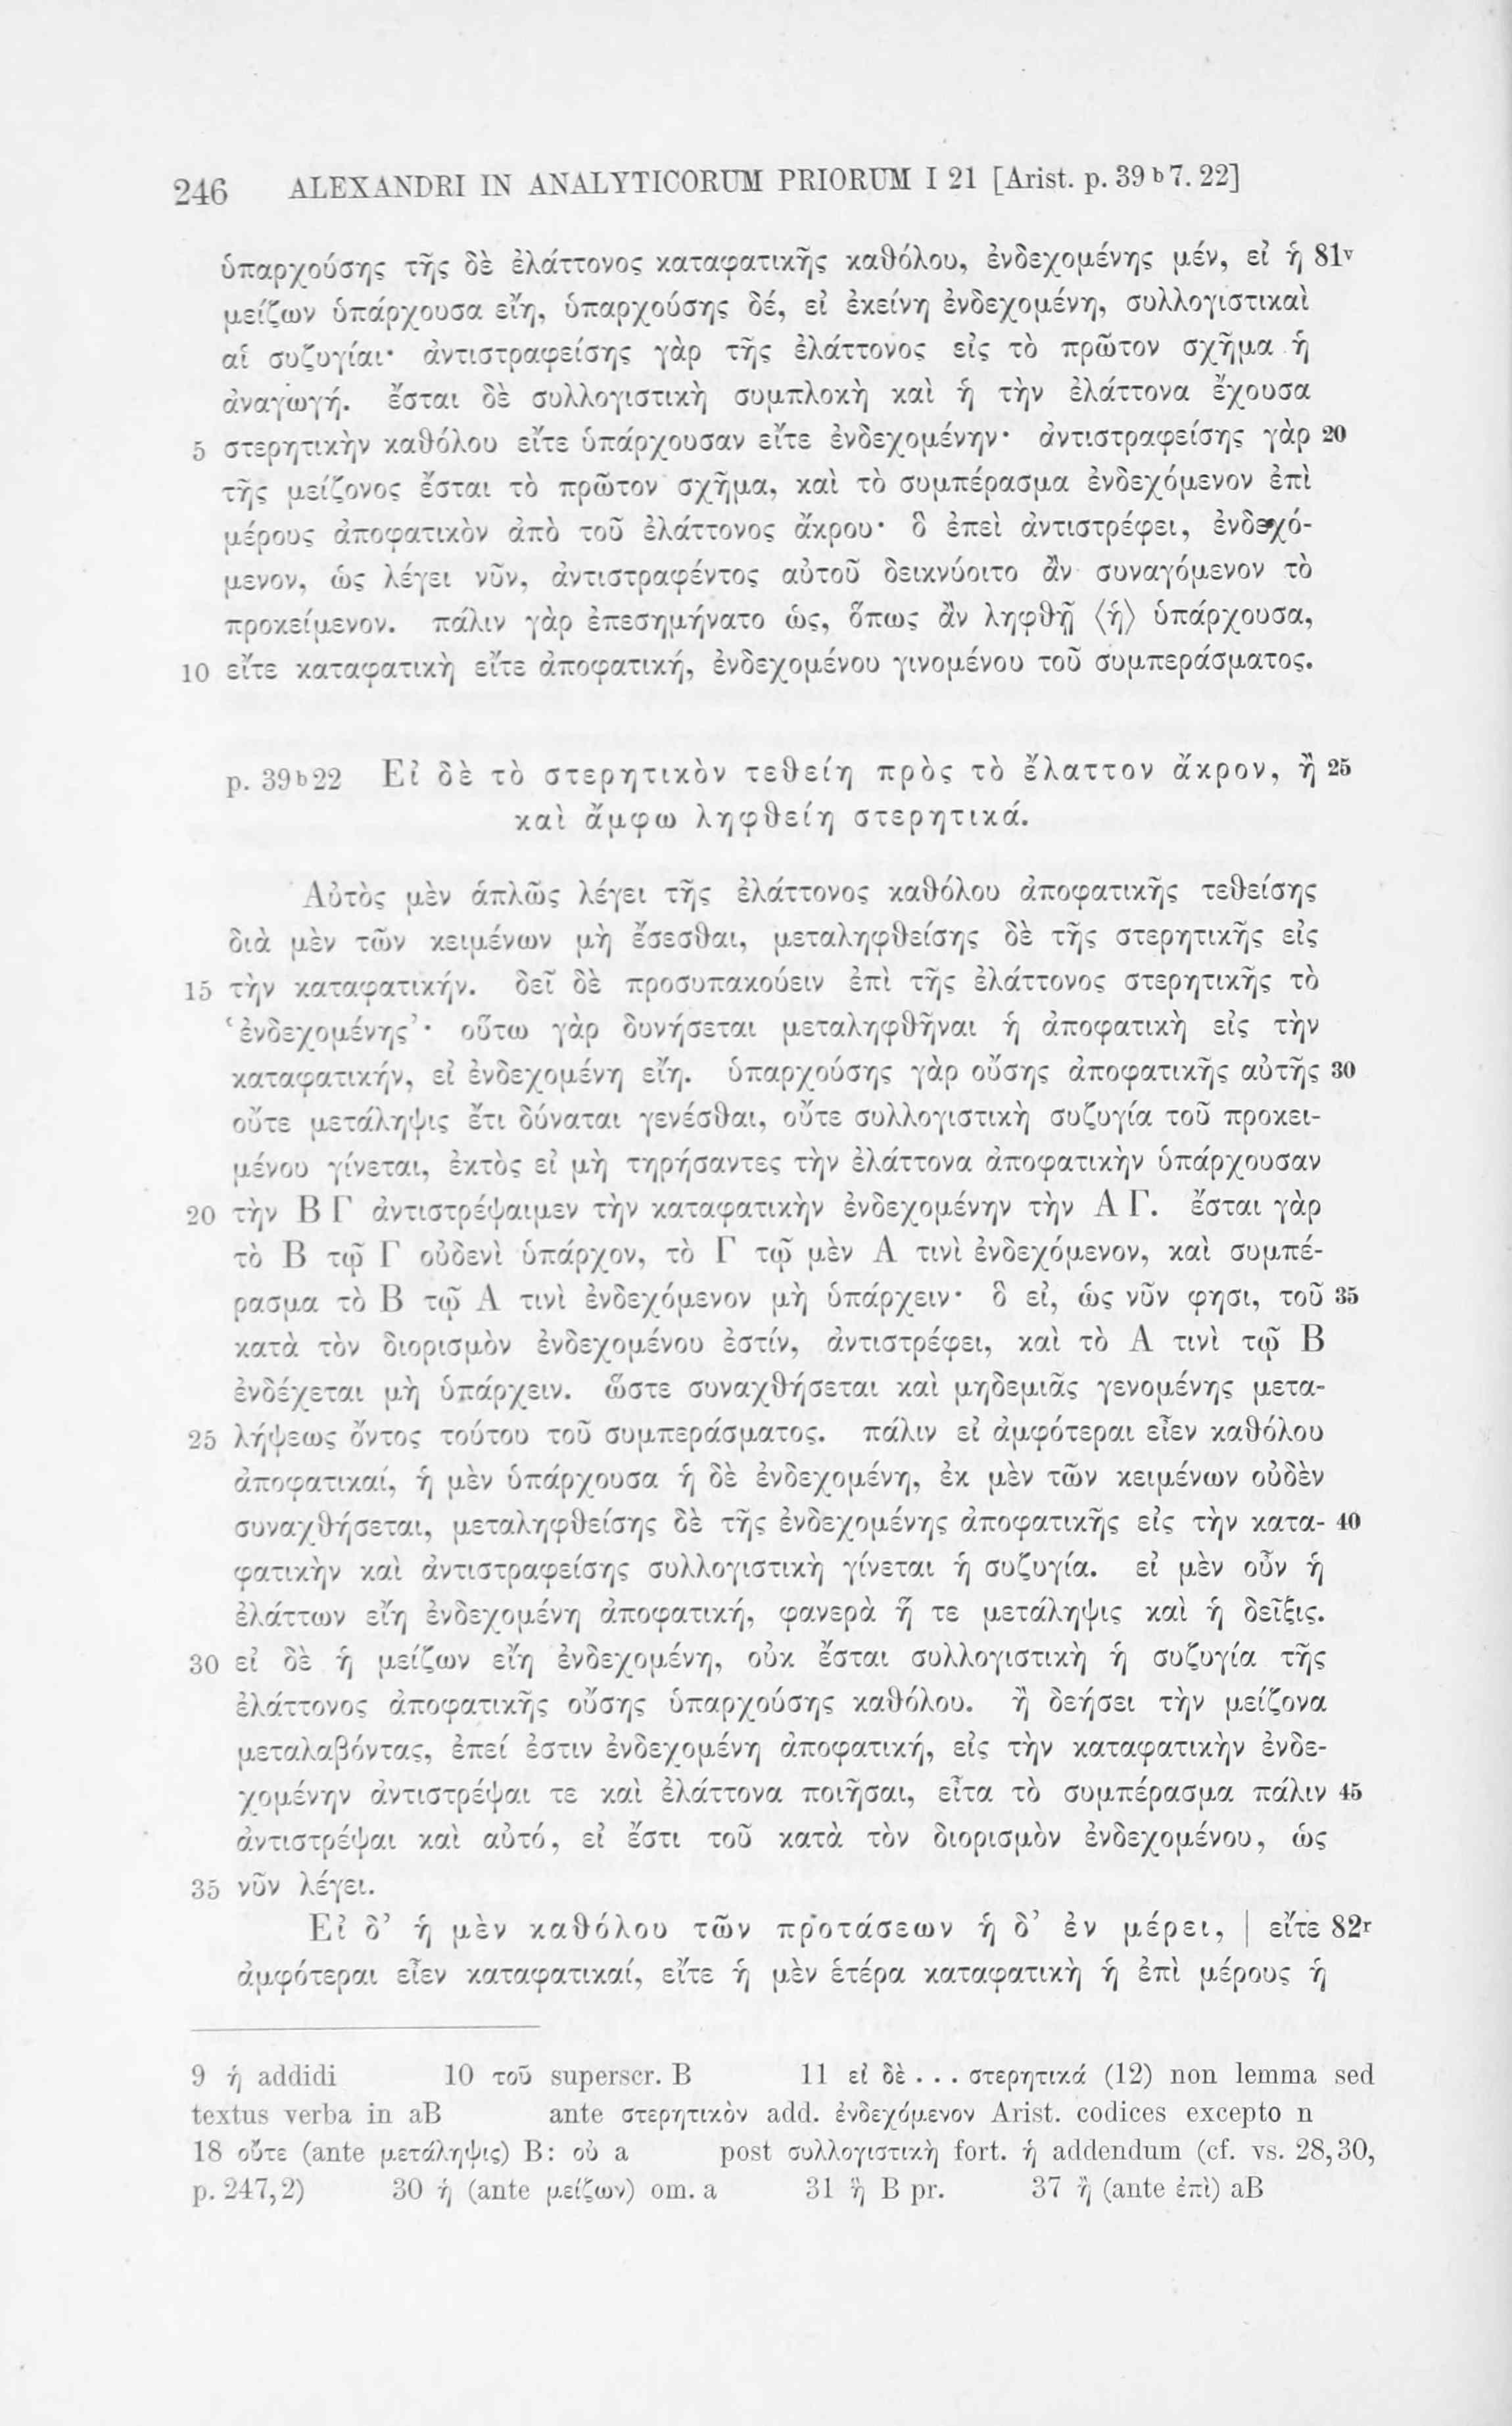 246 ALEXANDRI IN ANALYTICORUM PRIORUM I 21 [Arist. p. 39 b 7. 22]
ὑπαρχούσης τῆς δὲ ἐλάττονος καταφατικῆς καθόλου, ἐνδεχομένης μέν, εἰ ἡ 81v
μείζων ὑπάρχουσα εἴη, ὑπαρχούσης δέ, εἰ ἐκείνη ἐνδεχομένη, συλλογιστικαὶ
αἱ συζυγίαι· ἀντιστραφείσης γὰρ τῆς ἐλάττονος εἰς τὸ πρῶτον σχῆμα ἡ
ἀναγωγή. ἔσται δὲ συλλογιστικὴ συμπλοκὴ καὶ ἡ τὴν ἐλάττονα ἔχουσα
5 στερητικὴν καθόλου εἴτε ὑπάρχουσαν εἴτε ἐνδεχομένην· ἀντιστραφείσης γὰρ 20
τῆς μείζονος ἔσται τὸ πρῶτον σχῆμα, καὶ τὸ συμπέρασμα ἐνδεχόμενον ἐπὶ
μέρους ἀποφατικὸν ἀπὸ τοῦ ἐλάττονος ἄκρου· ὃ ἐπεὶ ἀντιστρέφει, ἐνδεχό-
μενον, ὡς λέγει νῦν, ἀντιστραφέντος αὐτοῦ δεικνύοιτο ἂν συναγόμενον τὸ
προκείμενον. πάλιν γὰρ ἐπεσημήνατο ὡς, ὅπως ἂν ληφθῇ ⟨ἡ⟩ ὑπάρχουσα,
10 εἴτε καταφατικὴ εἴτε ἀποφατική, ἐνδεχομένου γινομένου τοῦ συμπεράσματος.
p. 39b22 Εἰ δὲ τὸ στερητικὸν τεθείη πρὸς τὸ ἔλαττον ἄκρον, ἢ 25
καὶ ἄμφω ληφθείη στερητικά.
Αὐτὸς μὲν ἁπλῶς λέγει τῆς ἐλάττονος καθόλου ἀποφατικῆς τεθείσης
διὰ μὲν τῶν κειμένων μὴ ἔσεσθαι, μεταληφθείσης δὲ τῆς στερητικῆς εἰς
15 τὴν καταφατικήν. δεῖ δὲ προσυπακούειν ἐπὶ τῆς ἐλάττονος στερητικῆς τὸ
‘ἐνδεχομένης’· οὕτω γὰρ δυνήσεται μεταληφθῆναι ἡ ἀποφατικὴ εἰς τὴν
καταφατικήν, εἰ ἐνδεχομένη εἴη. ὑπαρχούσης γὰρ οὔσης ἀποφατικῆς αὐτῆς 30
οὔτε μετάληψις ἔτι δύναται γενέσθαι, οὔτε συλλογιστικὴ συζυγία τοῦ προκει-
μένου γίνεται, ἐκτὸς εἰ μὴ τηρήσαντες τὴν ἐλάττονα ἀποφατικὴν ὑπάρχουσαν
20 τὴν Β Γ ἀντιστρέψαιμεν τὴν καταφατικὴν ἐνδεχομένην τὴν Α Γ. ἔσται γὰρ
τὸ Β τῷ Γ οὐδενὶ ὑπάρχον, τὸ Γ τῷ μὲν Α τινὶ ἐνδεχόμενον, καὶ συμπέ-
ρασμα τὸ Β τῷ Α τινὶ ἐνδεχόμενον μὴ ὑπάρχειν· ὃ εἰ, ὡς νῦν φησι, τοῦ 35
κατὰ τὸν διορισμὸν ἐνδεχομένου ἐστίν, ἀντιστρέφει, καὶ τὸ Α τινὶ τῷ Β
ἐνδέχεται μὴ ὑπάρχειν. ὥστε συναχθήσεται καὶ μηδεμιᾶς γενομένης μετα-
25 λήψεως ὄντος τούτου τοῦ συμπεράσματος. πάλιν εἰ ἀμφότεραι εἶεν καθόλου
ἀποφατικαί, ἡ μὲν ὑπάρχουσα ἡ δὲ ἐνδεχομένη, ἐκ μὲν τῶν κειμένων οὐδὲν
συναχθήσεται, μεταληφθείσης δὲ τῆς ἐνδεχομένης ἀποφατικῆς εἰς τὴν κατα- 40
φατικὴν καὶ ἀντιστραφείσης συλλογιστικὴ γίνεται ἡ συζυγία. εἰ μὲν οὖν ἡ
ἐλάττων εἴη ἐνδεχομένη ἀποφατική, φανερὰ ἥ τε μετάληψις καὶ ἡ δεῖξις.
30 εἰ δὲ ἡ μείζων εἴη ἐνδεχομένη, οὐκ ἔσται συλλογιστικὴ ἡ συζυγία τῆς
ἐλάττονος ἀποφατικῆς οὔσης ὑπαρχούσης καθόλου. ἢ δεήσει τὴν μείζονα
μεταλαβόντας, ἐπεί ἐστιν ἐνδεχομένη ἀποφατική, εἰς τὴν καταφατικὴν ἐνδε-
χομένην ἀντιστρέψαι τε καὶ ἐλάττονα ποιῆσαι, εἶτα τὸ συμπέρασμα πάλιν 45
ἀντιστρέψαι καὶ αὐτό, εἰ ἔστι τοῦ κατὰ τὸν διορισμὸν ἐνδεχομένου, ὡς
35 νῦν λέγει.
Εἰ δ’ ἡ μὲν καθόλου τῶν προτάσεων ἡ δ’ ἐν μέρει, | εἴτε 82r
ἀμφότεραι εἶεν καταφατικαί, εἴτε ἡ μὲν ἑτέρα καταφατικὴ ἡ ἐπὶ μέρους ἡ
9 ἡ addidi 10 τοῦ superscr. B 11 εἰ δὲ . . . στερητικά (12) non lemma sed
textus verba in aB ante στερητικὸν add. ἐνδεχόμενον Arist. codices excepto n
18 οὔτε (ante μετάληψις) B: οὐ a post συλλογιστικὴ fort. ἡ addendum (cf. vs. 28,30,
p. 247,2) 30 ἡ (ante μείζων) om. a 31 ἢ B pr. 37 ἢ (ante ἐπὶ) aB